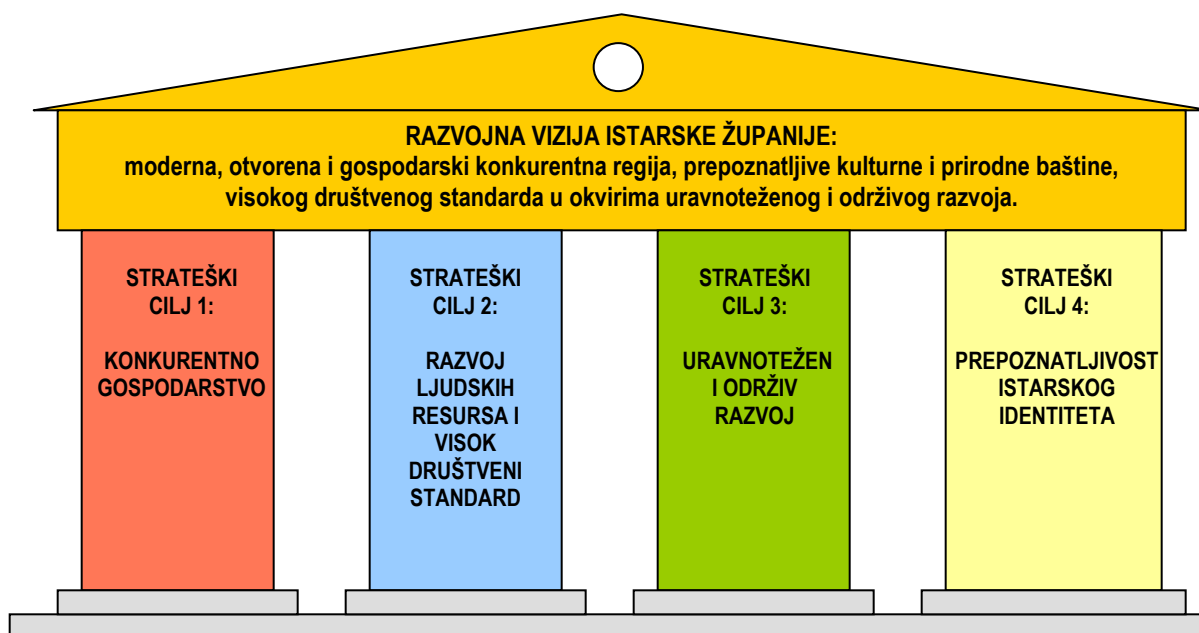 RAZVOJNA VIZIJA ISTARSKE ŽUPANIJE:
moderna, otvorena i gospodarski konkurentna regija, prepoznatljive kulturne i prirodne baštine,
visokog društvenog standarda u okvirima uravnoteženog i održivog razvoja.
STRATEŠKI
CILJ 1:
KONKURENTNO
GOSPODARSTVO
STRATEŠKI
CILJ 2:
RAZVOJ
LJUDSKIH
RESURSA I
VISOK
DRUŠTVENI
STANDARD
STRATEŠKI
CILJ 3:
URAVNOTEŽEN
I ODRŽIV
RAZVOJ
STRATEŠKI
CILJ 4:
PREPOZNATLJIVOST
ISTARSKOG
IDENTITETA